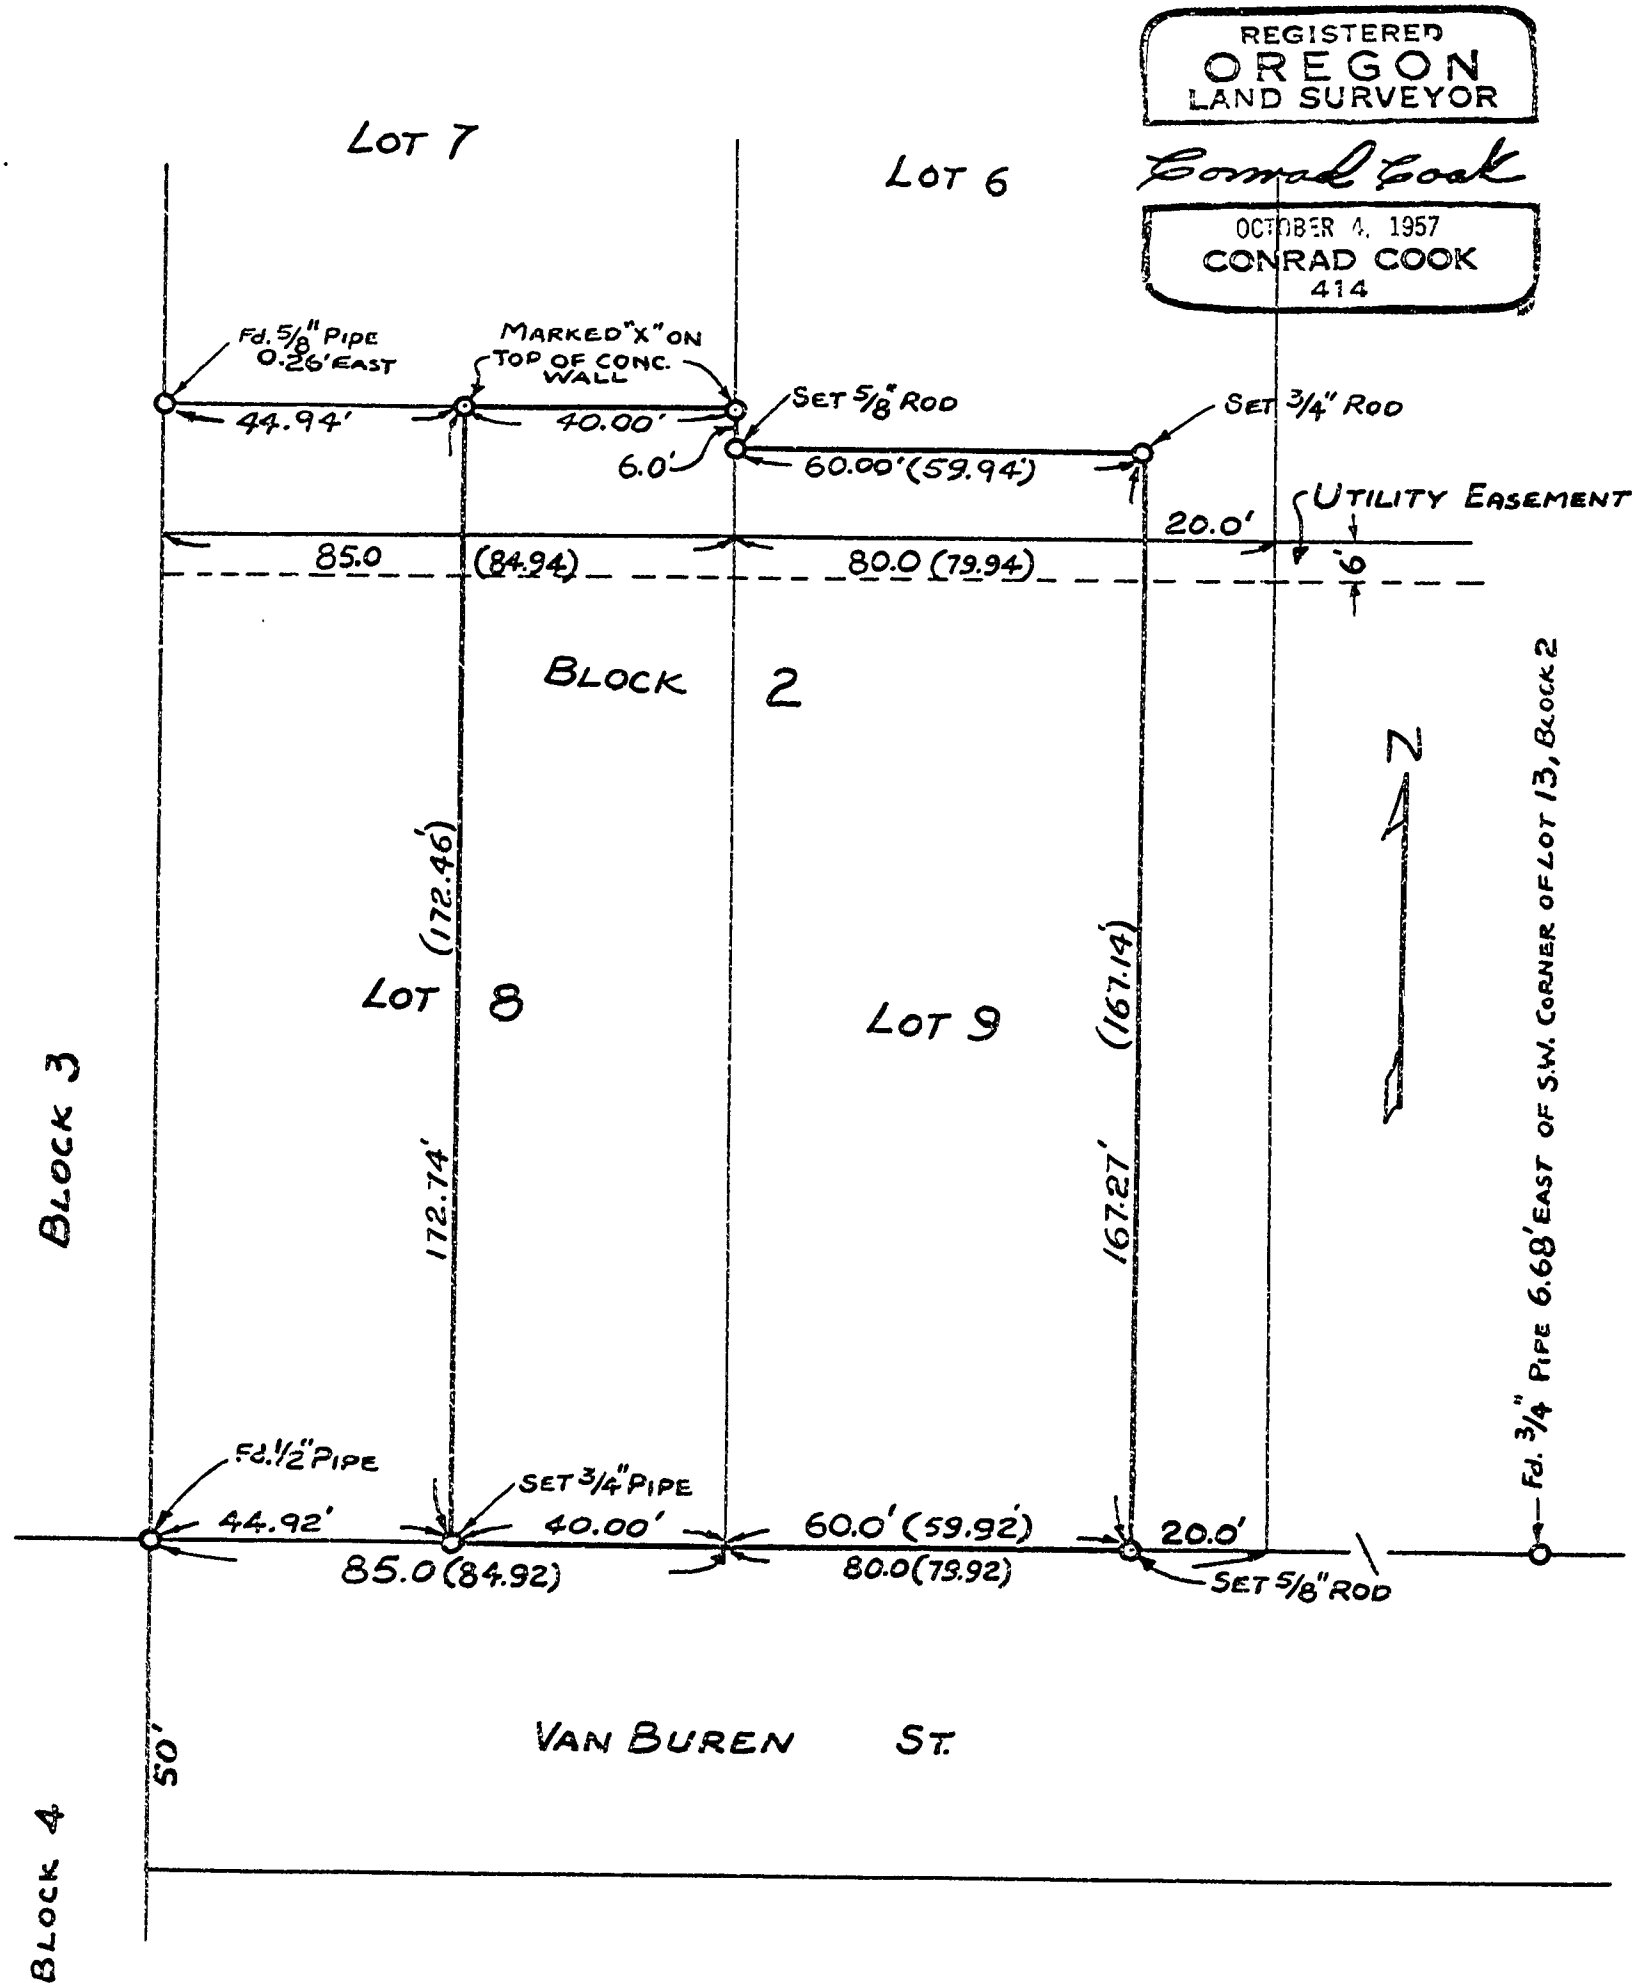 REGISTERED
OREGON
LAND SURVEYOR
Conrad Cook
OCTOBER 4, 1957
CONRAD COOK
414
LOT 7
LOT 6
Fd. 5/8" PIPE
0.26' EAST
MARKED "X" ON
TOP OF CONC.
WALL
SET 5/8" ROD
SET 3/4" ROD
44.94'
40.00'
6.0'
60.00' (59.94')
UTILITY EASEMENT
20.0'
6'
85.0 (84.94)
80.0 (79.94)
BLOCK 2
(172.46')
172.74'
LOT 8
LOT 9
(167.14')
167.27'
N
BLOCK 3
Fd. 3/4" PIPE 6.68' EAST OF S.W. CORNER OF LOT 13, BLOCK 2
Fd. 1/2" PIPE
SET 3/4" PIPE
44.92'
40.00'
60.0' (59.92')
20.0'
85.0 (84.92)
80.0 (79.92)
SET 5/8" ROD
50'
VAN BUREN ST.
BLOCK 4